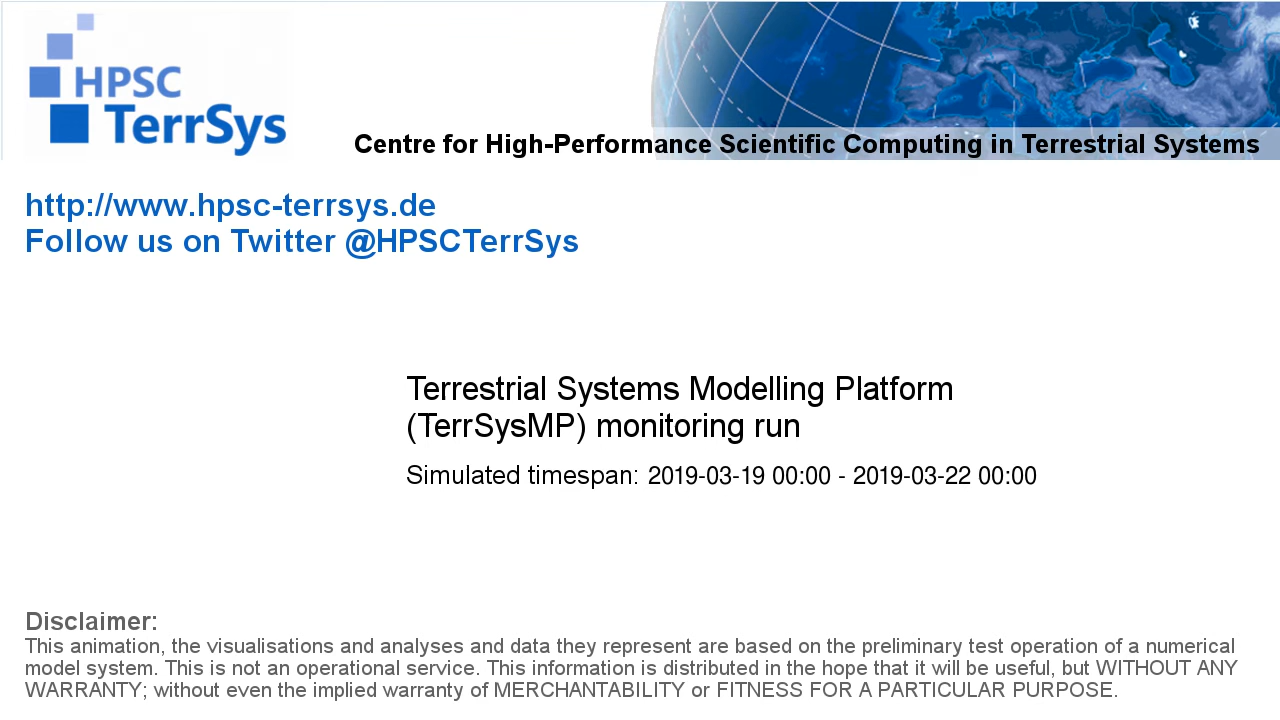 HPSC
TerrSys
Centre for High-Performance Scientific Computing in Terrestrial Systems
http://www.hpsc-terrsys.de
Follow us on Twitter @HPSCTerrSys
Terrestrial Systems Modelling Platform
(TerrSysMP) monitoring run
Simulated timespan: 2019-03-19 00:00 - 2019-03-22 00:00
Disclaimer:
This animation, the visualisations and analyses and data they represent are based on the preliminary test operation of a numerical
model system. This is not an operational service. This information is distributed in the hope that it will be useful, but WITHOUT ANY
WARRANTY; without even the implied warranty of MERCHANTABILITY or FITNESS FOR A PARTICULAR PURPOSE.